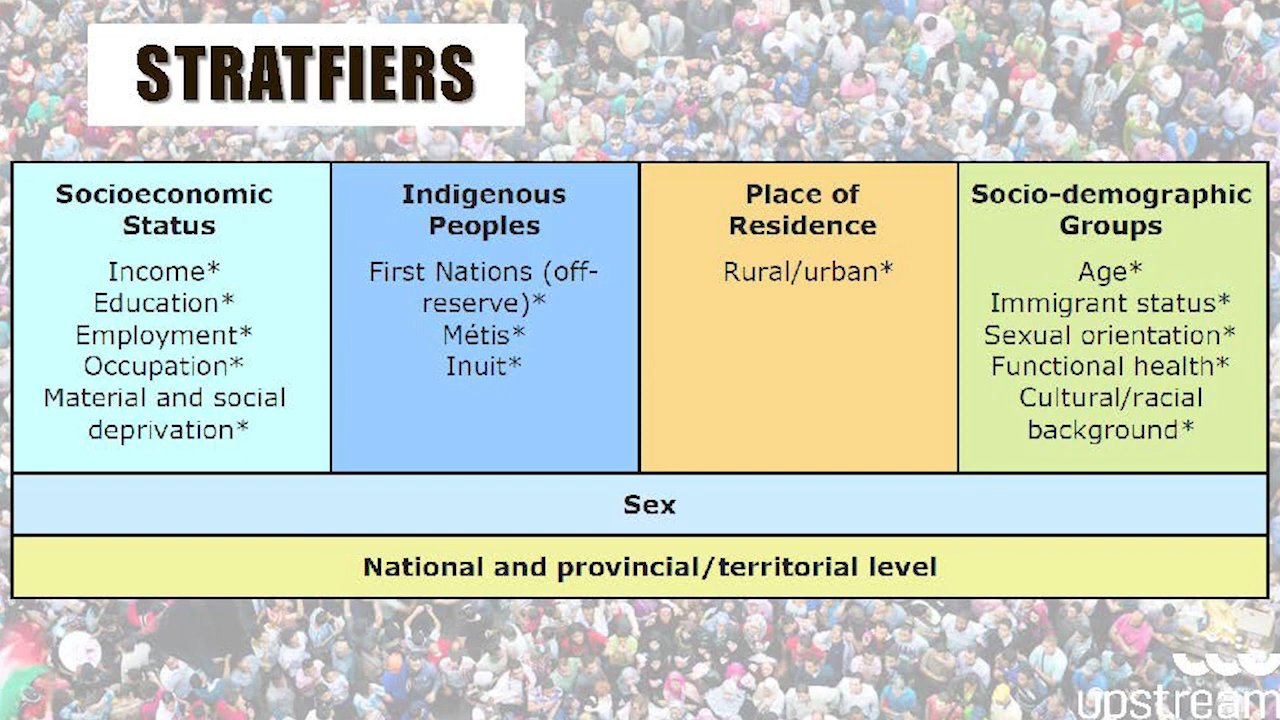 STRATFIERS
Socioeconomic
Status
Income*
Education*
Employment*
Occupation*
Material and social
deprivation*
Indigenous
Peoples
First Nations (off-
reserve)*
Métis*
Inuit*
Place of
Residence
Rural/urban*
Socio-demographic
Groups
Age*
Immigrant status*
Sexual orientation*
Functional health*
Cultural/racial
background*
Sex
National and provincial/territorial level
upstream